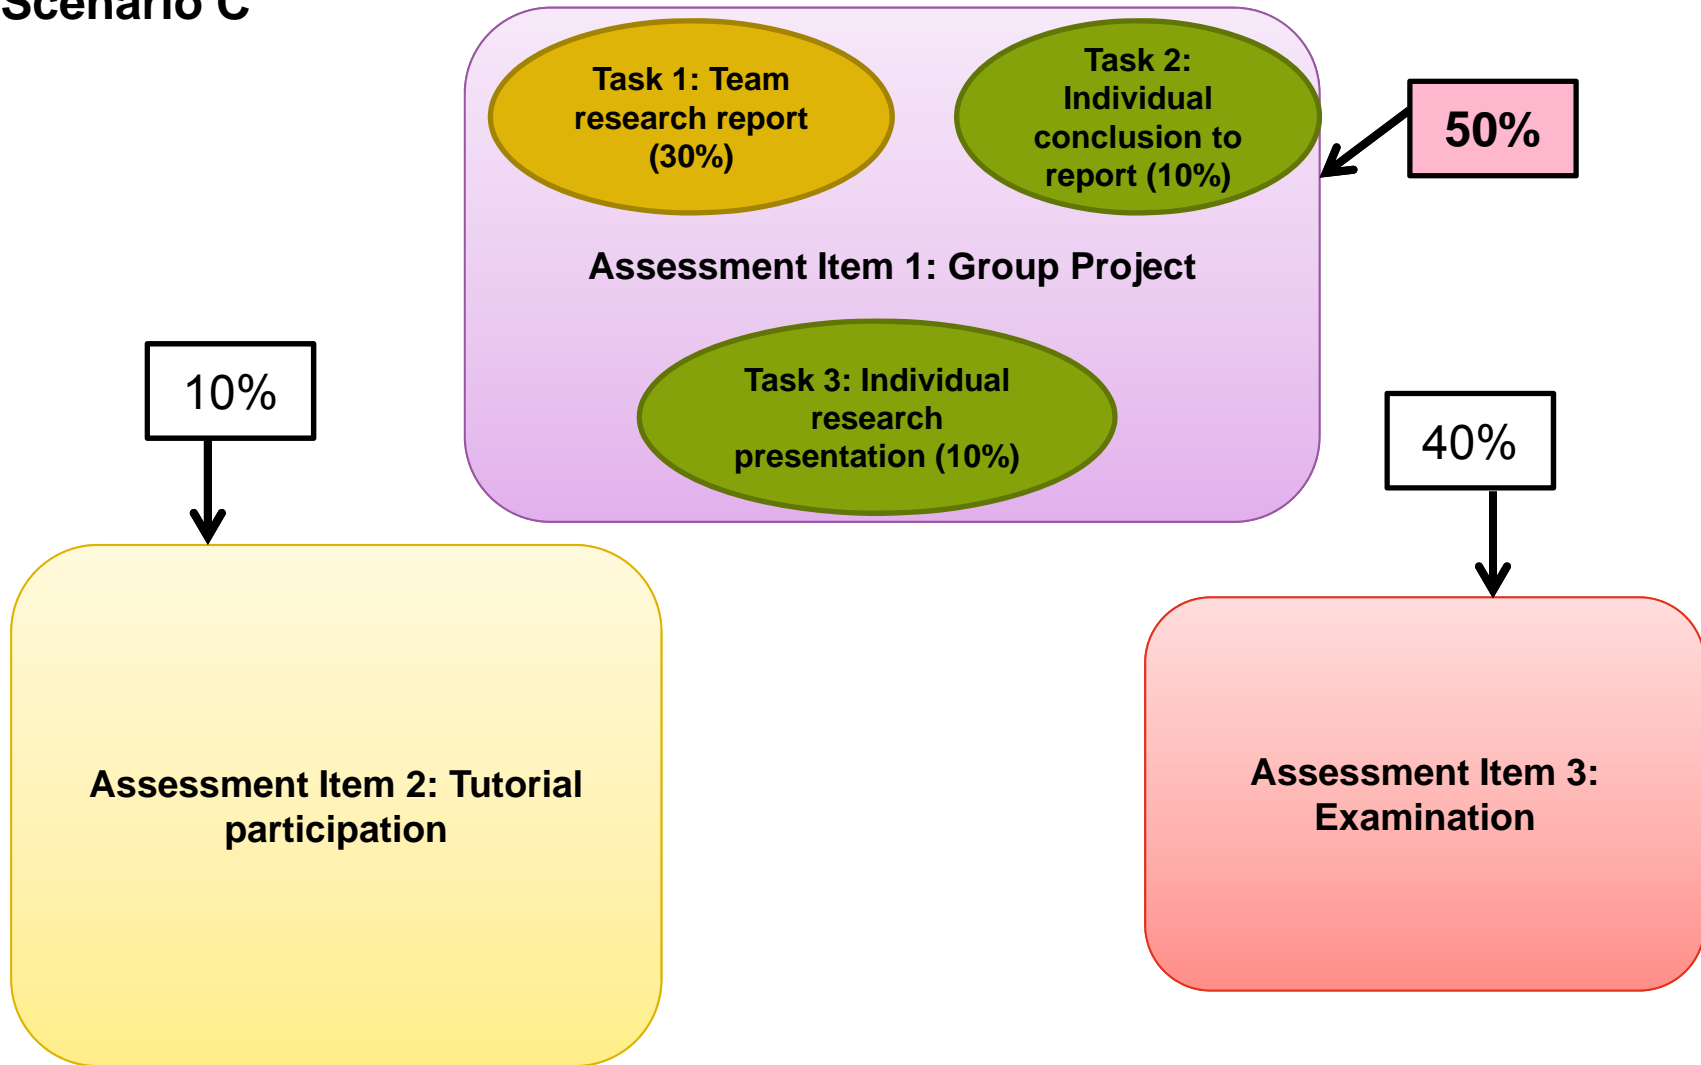 Scenario C
Task 1: Team
research report
(30%)
Task 2:
Individual
conclusion to
report (10%)
50%
Assessment Item 1: Group Project
Task 3: Individual
research
presentation (10%)
10%
40%
Assessment Item 2: Tutorial
participation
Assessment Item 3:
Examination